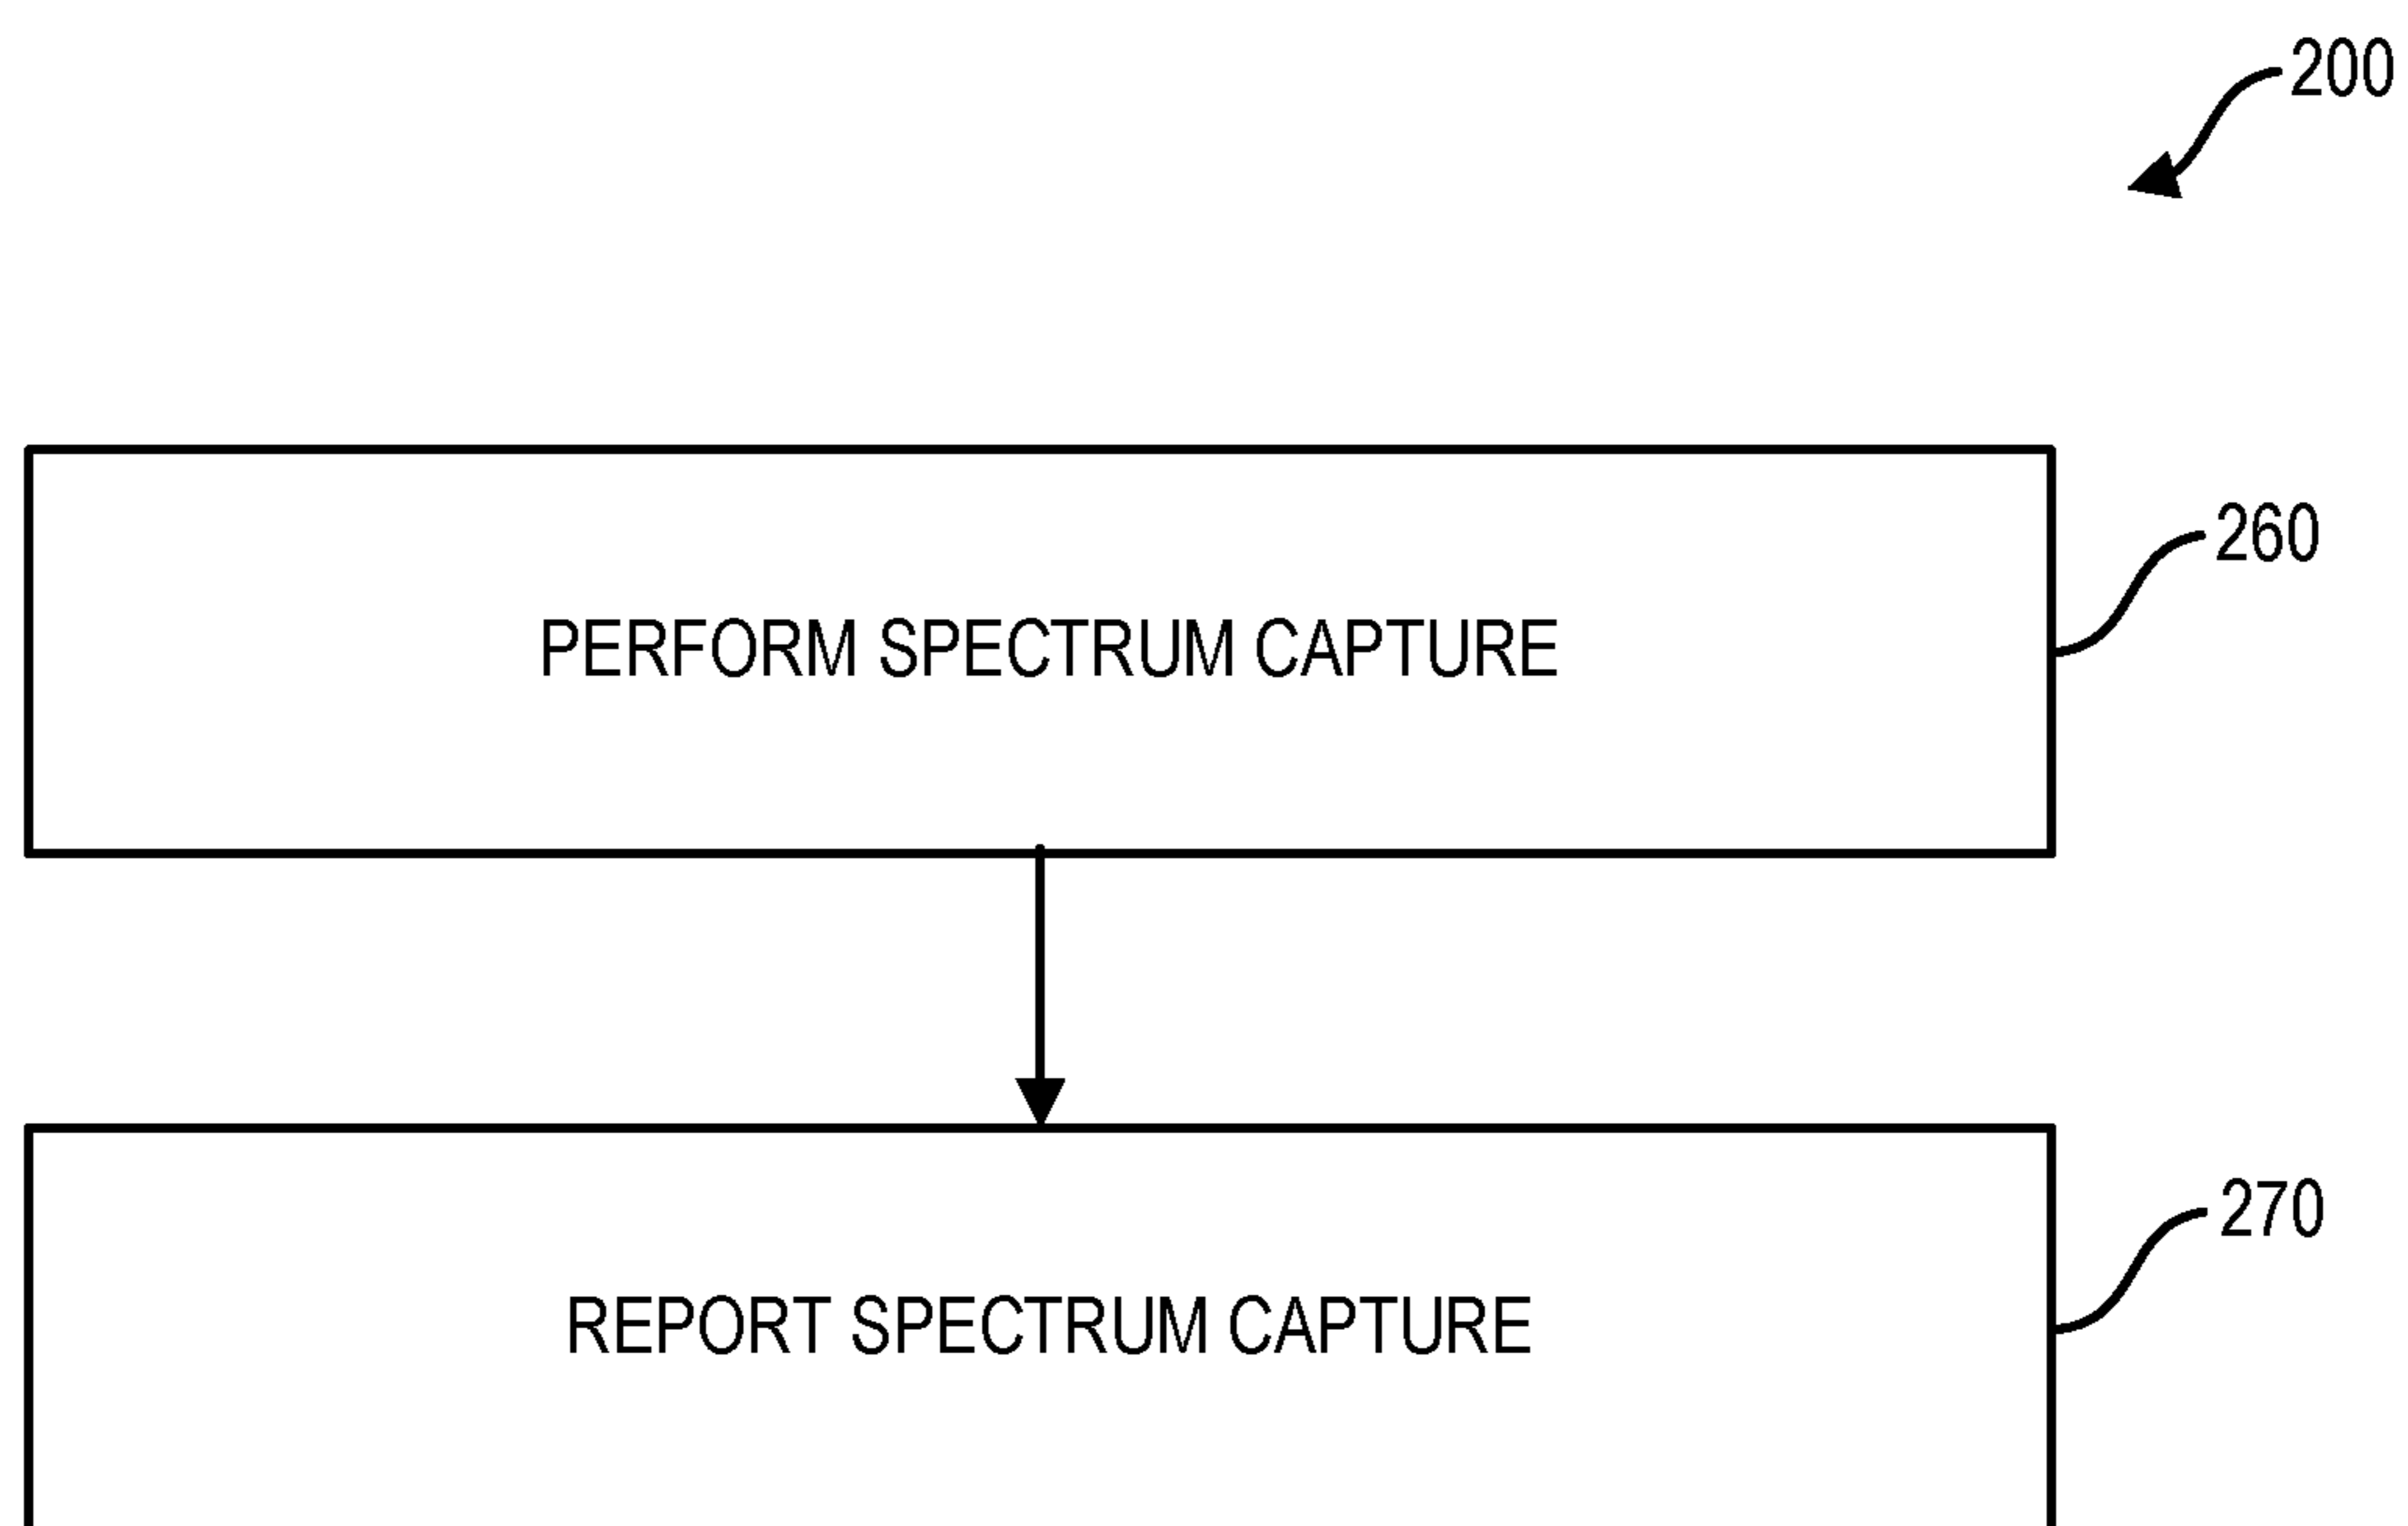 200
PERFORM SPECTRUM CAPTURE
260
REPORT SPECTRUM CAPTURE
270